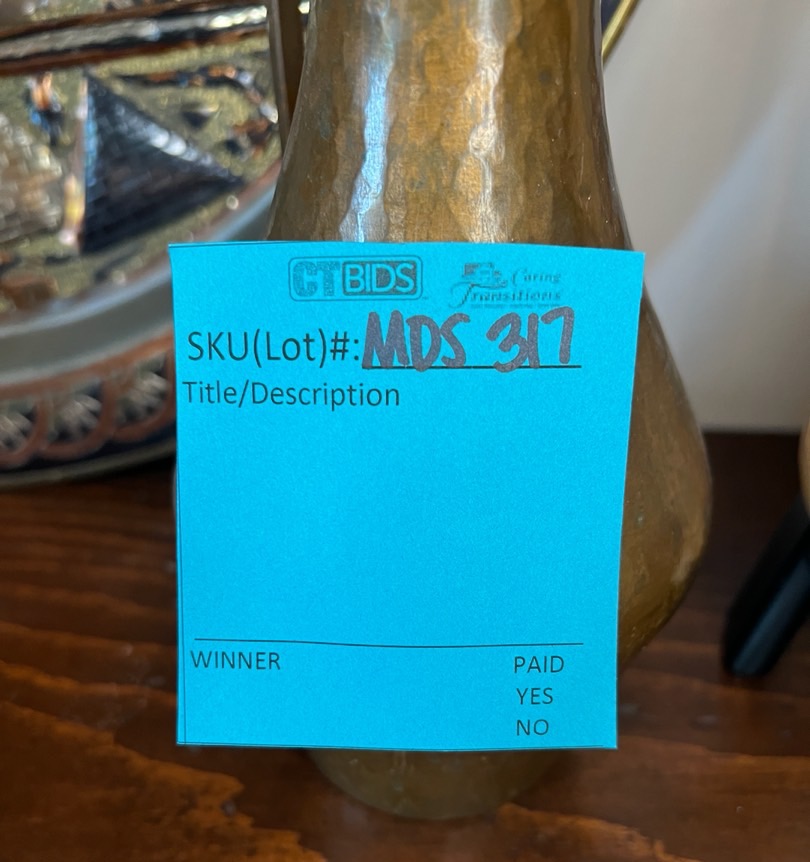 CTBIDS
Caring
Transitions
SKU(Lot)#: MDS 317
Title/Description
WINNER PAID
YES
NO